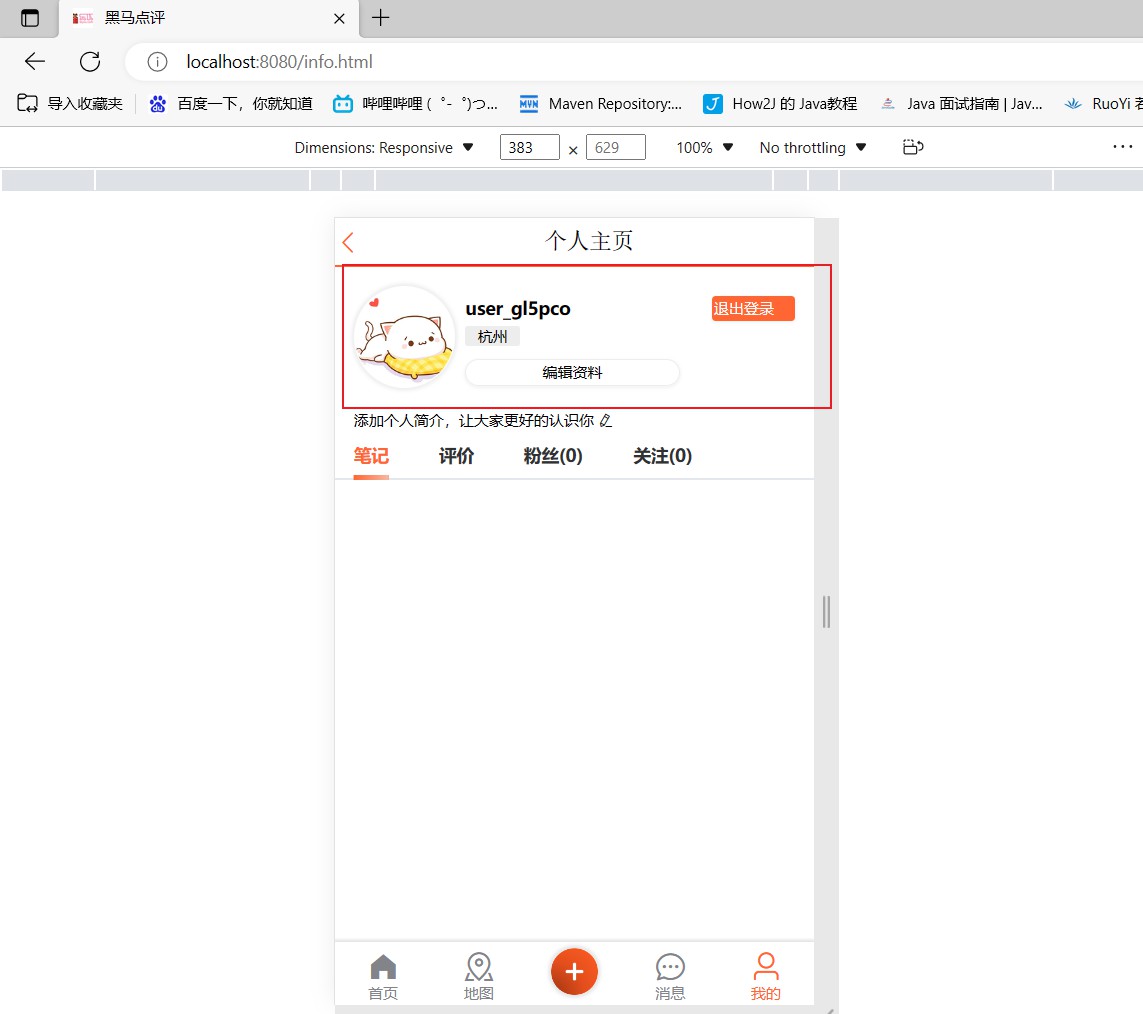 黑马点评
localhost:8080/info.html
导入收藏夹 百度一下，你就知道 哔哩哔哩 (゜-゜)つ... Maven Repository:... How2J 的 Java教程 Java 面试指南 | Jav... RuoYi
Dimensions: Responsive 383 × 629 100% No throttling
个人主页
user_gl5pco
退出登录
杭州
编辑资料
添加个人简介，让大家更好的认识你
笔记 评价 粉丝(0) 关注(0)
首页 地图 消息 我的